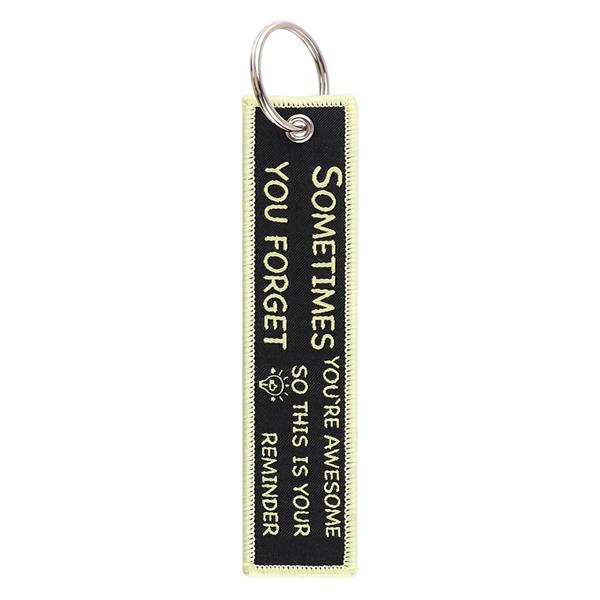 SOMETIMES
YOU FORGET
YOU'RE AWESOME
SO THIS IS YOUR
REMINDER